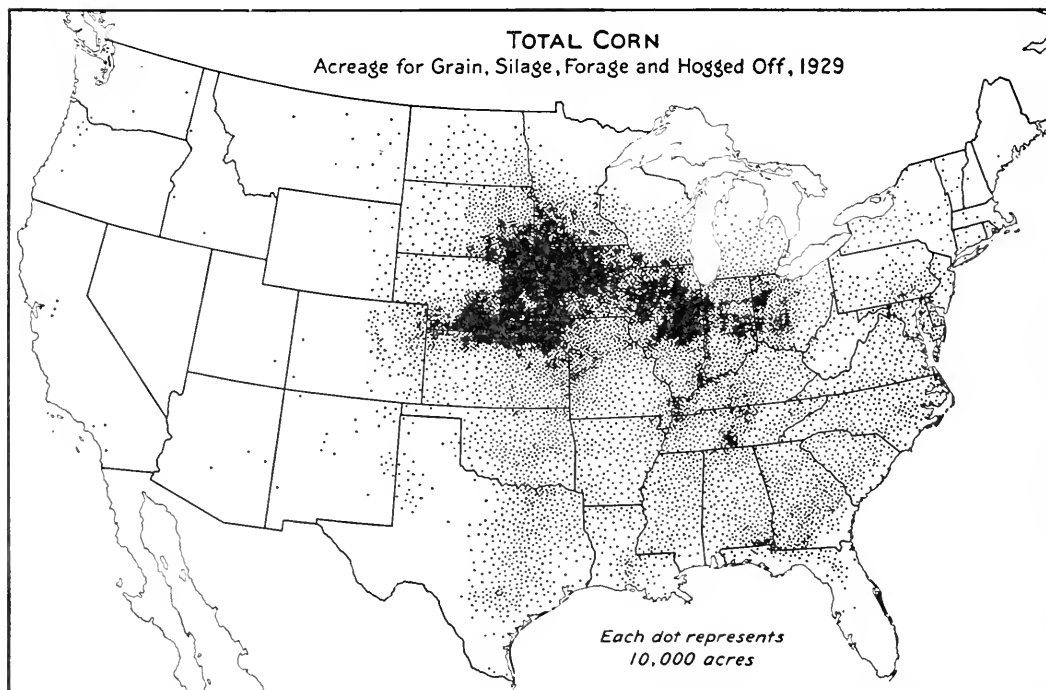 TOTAL CORN
Acreage for Grain, Silage, Forage and Hogged Off, 1929
Each dot represents
10,000 acres